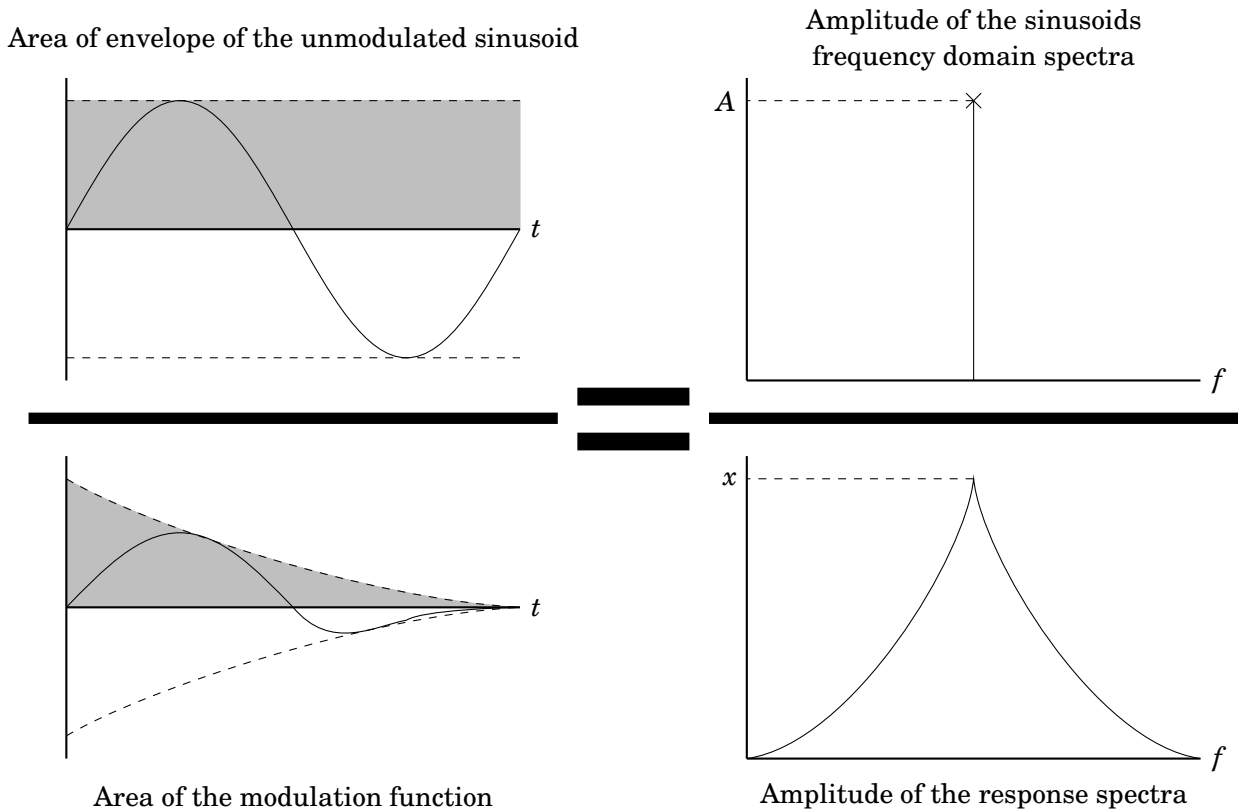 Area of envelope of the unmodulated sinusoid
Amplitude of the sinusoids
frequency domain spectra
t
A
f
t
Area of the modulation function
x
f
Amplitude of the response spectra